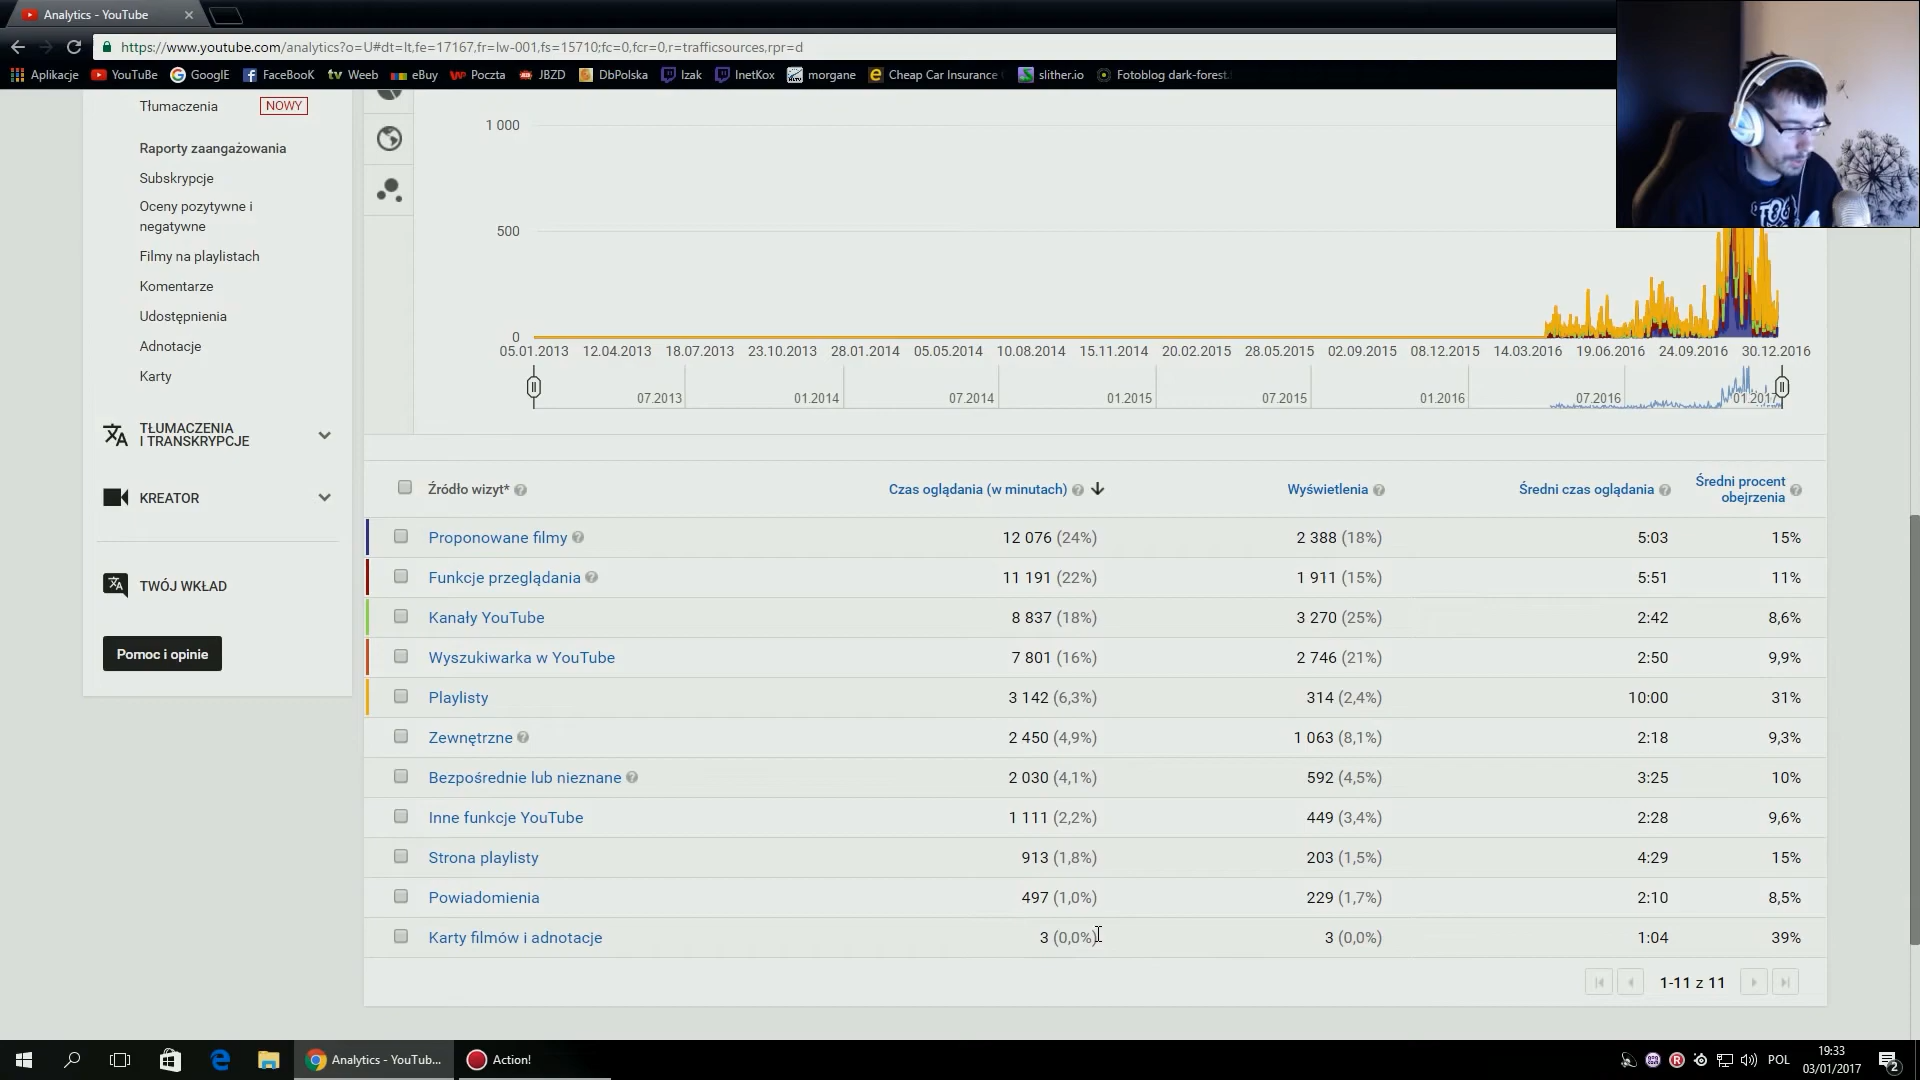 Analytics - YouTube
https://www.youtube.com/analytics?o=U#dt=lt,fe=17167,fr=lw-001,fs=15710;fc=0,fcr=0,r=trafficsources,rpr=d
Aplikacje YouTuBe GooglE FaceBooK Weeb eBuy Poczta JBZD DbPolska Izak InetKox morgane Cheap Car Insurance slither.io Fotoblog dark-forest.
Tłumaczenia NOWY
Raporty zaangażowania
Subskrypcje
Oceny pozytywne i
negatywne
Filmy na playlistach
Komentarze
Udostępnienia
Adnotacje
Karty
TŁUMACZENIA
I TRANSKRYPCJE
KREATOR
TWÓJ WKŁAD
Pomoc i opinie
1 000
500
0
05.01.2013 12.04.2013 18.07.2013 23.10.2013 28.01.2014 05.05.2014 10.08.2014 15.11.2014 20.02.2015 28.05.2015 02.09.2015 08.12.2015 14.03.2016 19.06.2016 24.09.2016 30.12.2016
07.2013 01.2014 07.2014 01.2015 07.2015 01.2016 07.2016 01.2017
Źródło wizyt* Czas oglądania (w minutach) Wyświetlenia Średni czas oglądania Średni procent
obejrzenia
Proponowane filmy 12 076 (24%) 2 388 (18%) 5:03 15%
Funkcje przeglądania 11 191 (22%) 1 911 (15%) 5:51 11%
Kanały YouTube 8 837 (18%) 3 270 (25%) 2:42 8,6%
Wyszukiwarka w YouTube 7 801 (16%) 2 746 (21%) 2:50 9,9%
Playlisty 3 142 (6,3%) 314 (2,4%) 10:00 31%
Zewnętrzne 2 450 (4,9%) 1 063 (8,1%) 2:18 9,3%
Bezpośrednie lub nieznane 2 030 (4,1%) 592 (4,5%) 3:25 10%
Inne funkcje YouTube 1 111 (2,2%) 449 (3,4%) 2:28 9,6%
Strona playlisty 913 (1,8%) 203 (1,5%) 4:29 15%
Powiadomienia 497 (1,0%) 229 (1,7%) 2:10 8,5%
Karty filmów i adnotacje 3 (0,0%) 3 (0,0%) 1:04 39%
1-11 z 11
Analytics - YouTub... Action! POL 19:33
03/01/2017 2